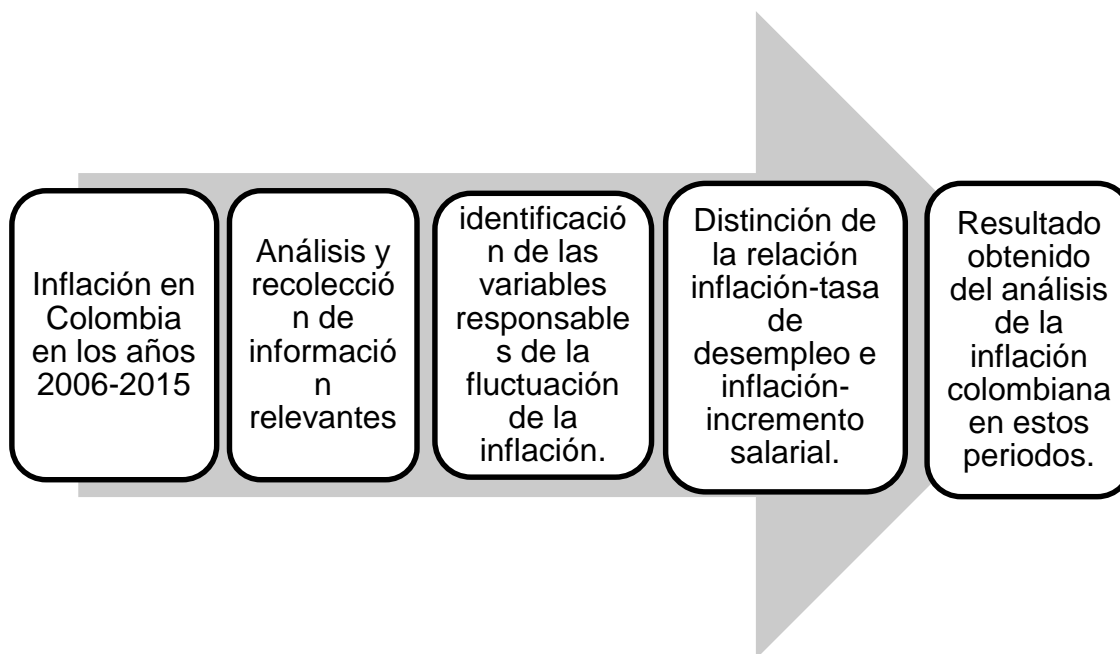 Inflación en
Colombia
en los años
2006-2015
Análisis y
recolecció
n de
informació
n
relevantes
identificació
n de las
variables
responsable
s de la
fluctuación
de la
inflación.
Distinción de
la relación
inflación-tasa
de
desempleo e
inflación-
incremento
salarial.
Resultado
obtenido
del análisis
de la
inflación
colombiana
en estos
periodos.